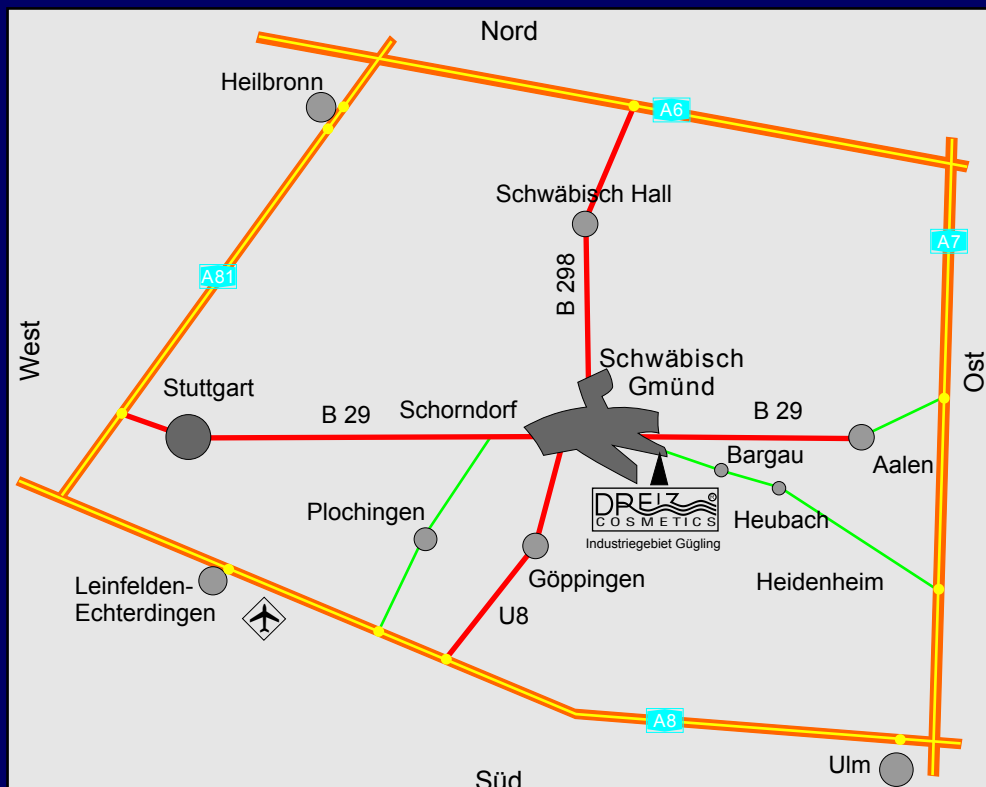 Nord
Heilbronn
A6
Schwäbisch Hall
A7
A81
B 298
West
Schwäbisch
Gmünd
Ost
Stuttgart
B 29
Schorndorf
B 29
Bargau
Aalen
DREIZ
COSMETICS
R
Plochingen
Heubach
Industriegebiet Gügling
Leinfelden-
Echterdingen
Göppingen
Heidenheim
U8
A8
Ulm
Süd